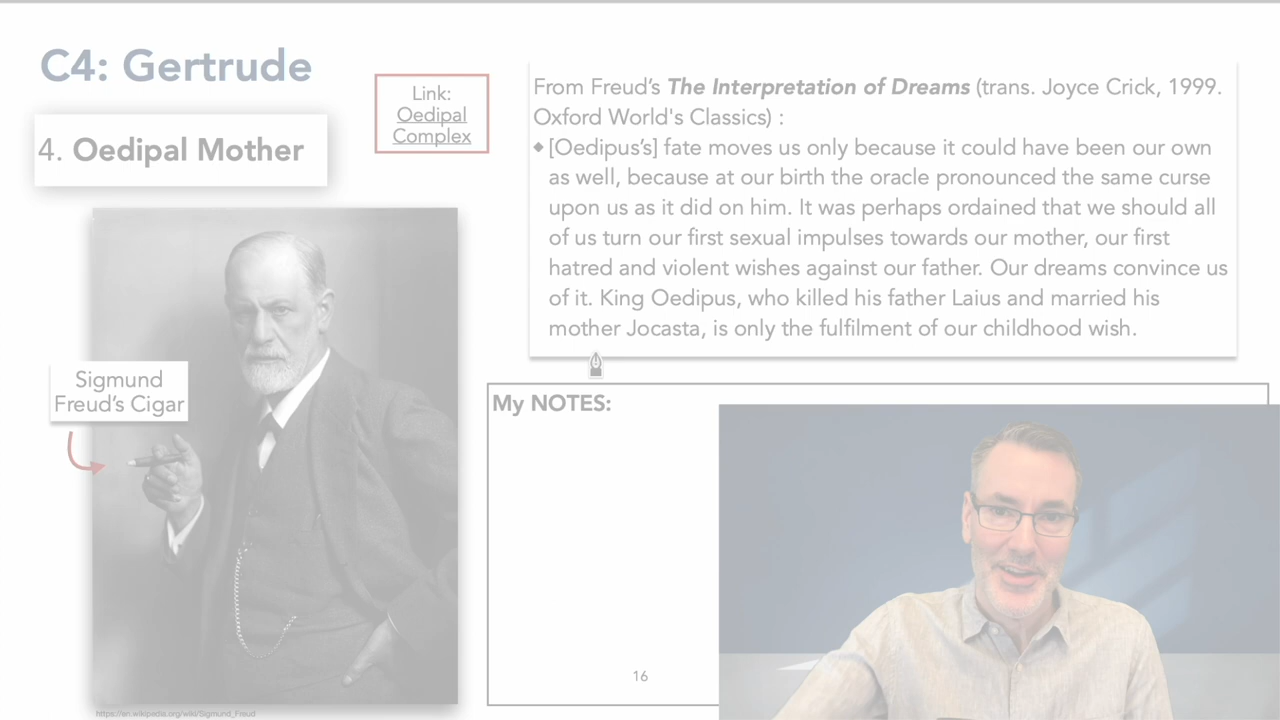 C4: Gertrude
4. Oedipal Mother
Link:
Oedipal
Complex
From Freud's The Interpretation of Dreams (trans. Joyce Crick, 1999.
Oxford World's Classics) :
◆ [Oedipus's] fate moves us only because it could have been our own
as well, because at our birth the oracle pronounced the same curse
upon us as it did on him. It was perhaps ordained that we should all
of us turn our first sexual impulses towards our mother, our first
hatred and violent wishes against our father. Our dreams convince us
of it. King Oedipus, who killed his father Laius and married his
mother Jocasta, is only the fulfilment of our childhood wish.
Sigmund
Freud's Cigar
My NOTES:
16
https://en.wikipedia.org/wiki/Sigmund_Freud